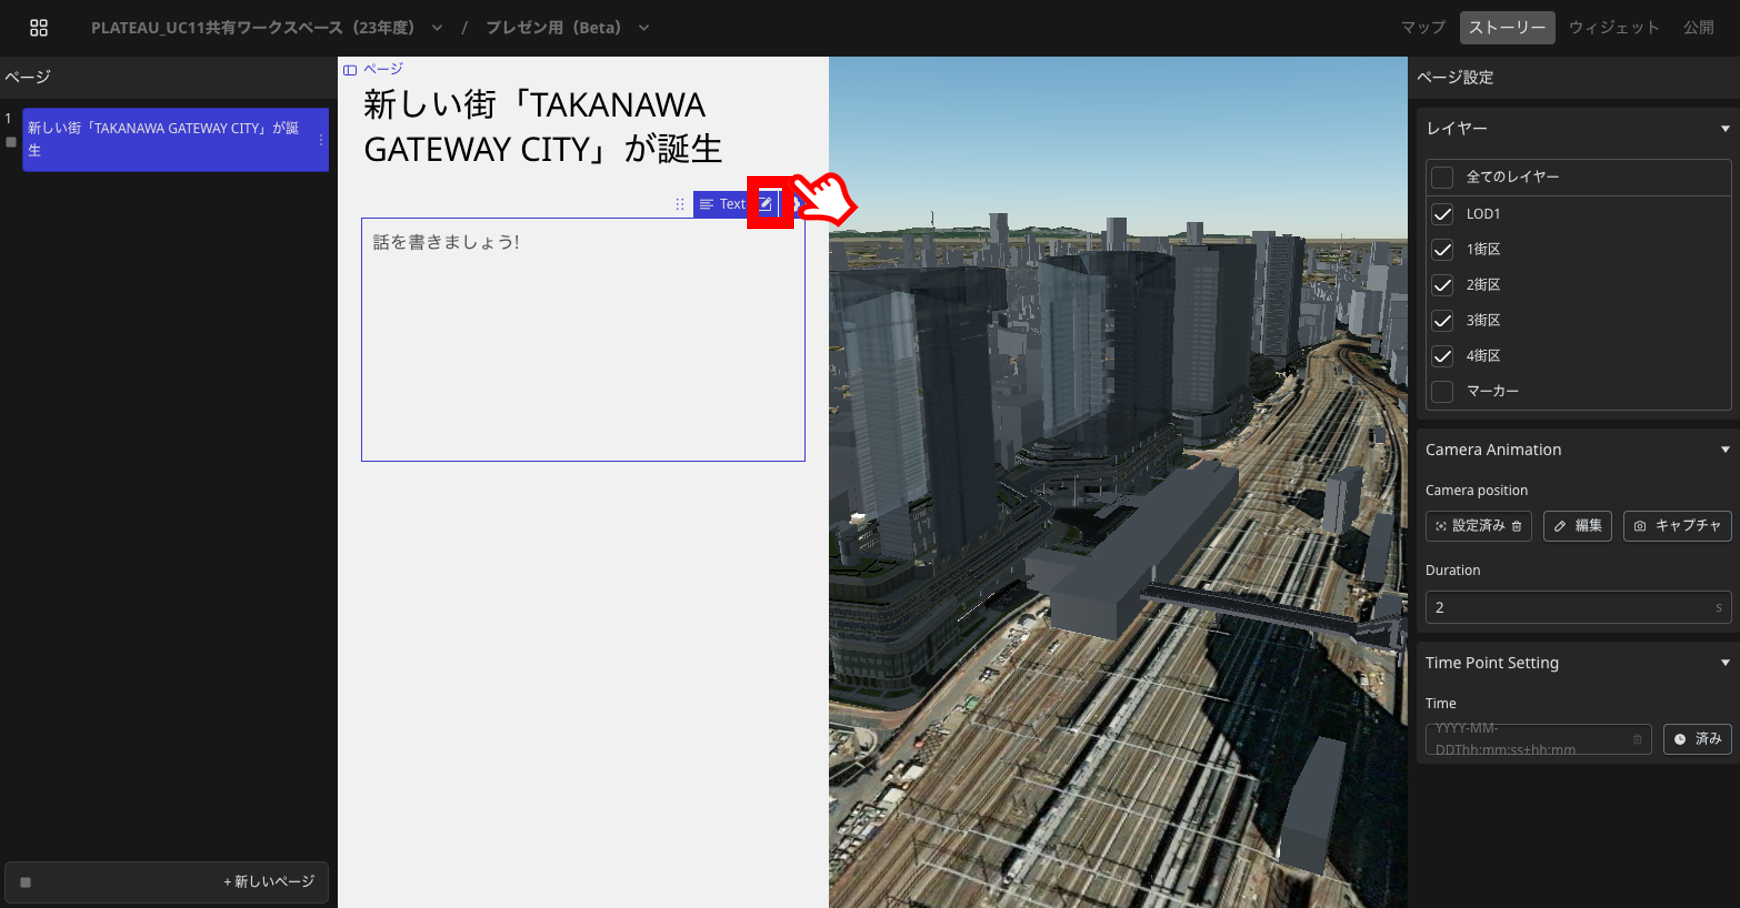 PLATEAU_UC11共有ワークスペース（23年度） / プレゼン用（Beta）
マップ ストーリー ウィジェット 公開
ページ
1
新しい街「TAKANAWA GATEWAY CITY」が誕
生
+ 新しいページ
ページ
新しい街「TAKANAWA
GATEWAY CITY」が誕生
Text
話を書きましょう!
ページ設定
レイヤー
全てのレイヤー
LOD1
1街区
2街区
3街区
4街区
マーカー
Camera Animation
Camera position
設定済み 編集 キャプチャ
Duration
2 s
Time Point Setting
Time
YYYY-MM-
DDThh:mm:ss+hh:mm
済み